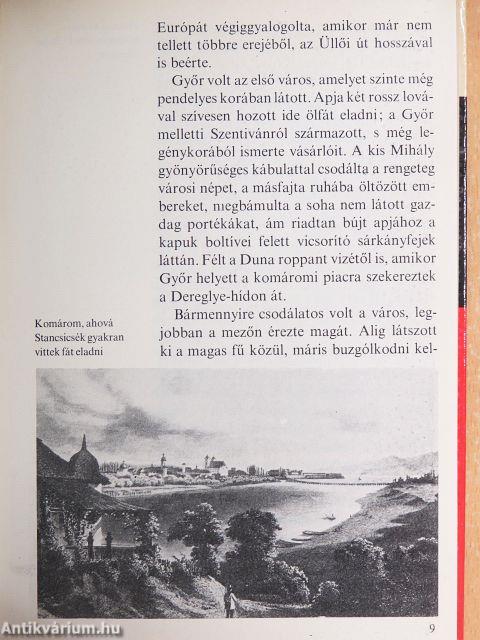 Európát végiggyalogolta, amikor már nem
tellett többre erejéből, az Üllői út hosszával
is beérte.
Győr volt az első város, amelyet szinte még
pendelyes korában látott. Apja két rossz lová-
val szívesen hozott ide ölfát eladni; a Győr
melletti Szentivánról származott, s még le-
génykorából ismerte vásárlóit. A kis Mihály
gyönyörűséges kábulattal csodálta a rengeteg
városi népet, a másfajta ruhába öltözött em-
bereket, megbámulta a soha nem látott gaz-
dag portékákat, ám riadtan bújt apjához a
kapuk boltívei felett vicsorító sárkányfejek
láttán. Félt a Duna roppant vizétől is, amikor
Győr helyett a komáromi piacra szekereztek
a Dereglye-hídon át.
Bármennyire csodálatos volt a város, leg-
jobban a mezőn érezte magát. Alig látszott
ki a magas fű közül, máris buzgólkodni kel-
Komárom, ahová
Stancsicsék gyakran
vittek fát eladni
9
Antikvárium.hu